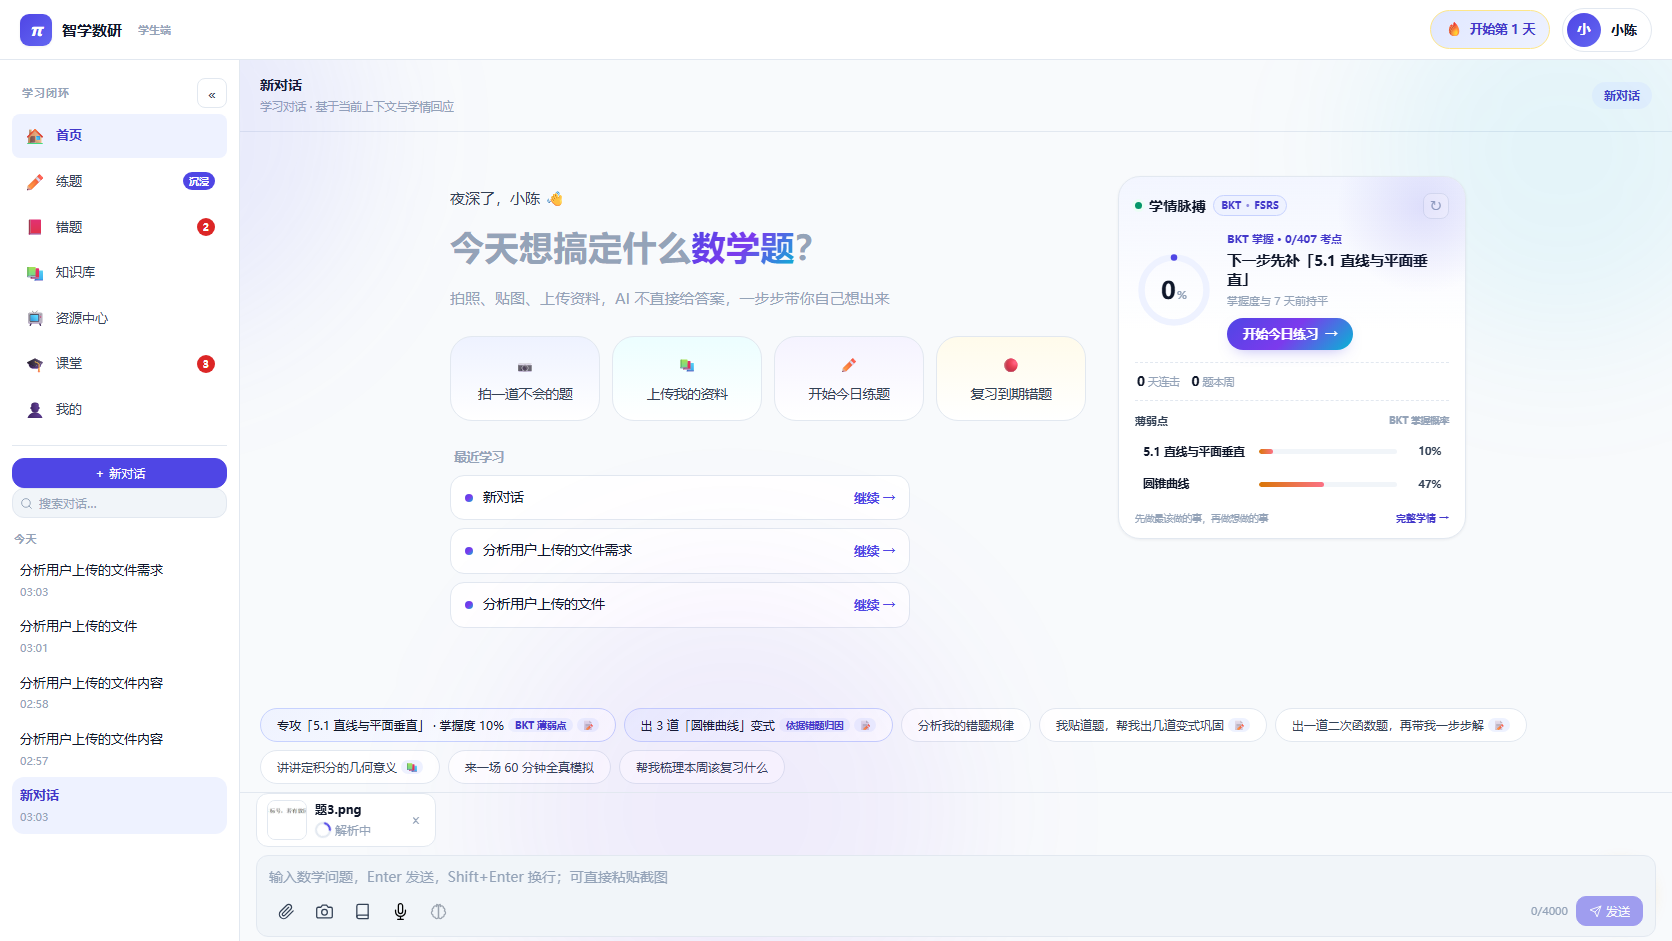 π 智学数研 学生端
开始第 1 天
小 小陈
学习闭环 «
首页
练题 沉浸
错题 2
知识库
资源中心
课堂 3
我的
+ 新对话
搜索对话...
今天
分析用户上传的文件需求
03:03
分析用户上传的文件
03:01
分析用户上传的文件内容
02:58
分析用户上传的文件内容
02:57
新对话
03:03
新对话
学习对话 · 基于当前上下文与学情回应
新对话
夜深了，小陈
今天想搞定什么数学题?
拍照、贴图、上传资料，AI 不直接给答案，一步步带你自己想出来
拍一道不会的题
上传我的资料
开始今日练题
复习到期错题
最近学习
新对话 继续 →
分析用户上传的文件需求 继续 →
分析用户上传的文件 继续 →
学情脉搏 BKT • FSRS ↻
BKT 掌握 • 0/407 考点
0%
下一步先补「5.1 直线与平面垂
直」
掌握度与 7 天前持平
开始今日练习 →
0 天连击 0 题本周
薄弱点 BKT 掌握概率
5.1 直线与平面垂直 10%
圆锥曲线 47%
先做最该做的事，再做想做的事 完整学情 →
专攻「5.1 直线与平面垂直」 · 掌握度 10% BKT 薄弱点
出 3 道「圆锥曲线」变式 依据错题归因
分析我的错题规律
我贴道题，帮我出几道变式巩固
出一道二次函数题，再带我一步步解
讲讲定积分的几何意义
来一场 60 分钟全真模拟
帮我梳理本周该复习什么
题3.png
解析中
x
输入数学问题，Enter 发送，Shift+Enter 换行；可直接粘贴截图
0/4000 发送